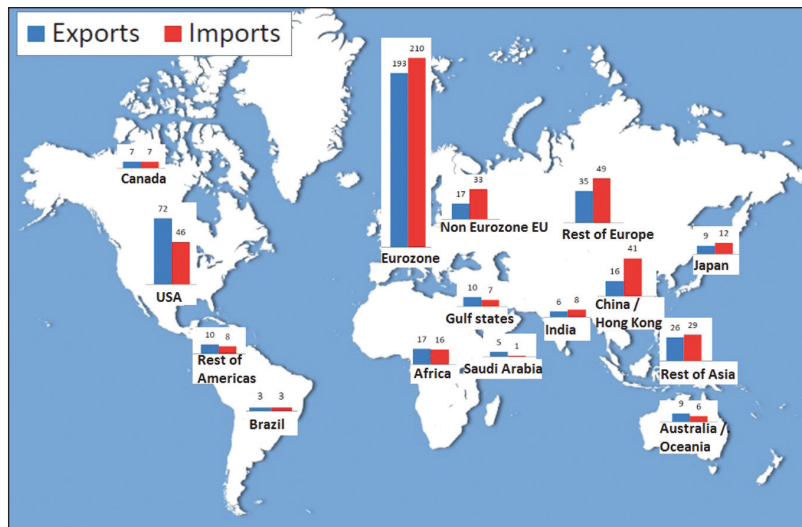 Exports Imports
193 210
Eurozone
7 7
Canada
72 46
USA
17 33
Non Eurozone EU
35 49
Rest of Europe
9 12
Japan
16 41
China /
Hong Kong
10 7
Gulf states
6 8
India
10 8
Rest of
Americas
17 16
Africa
5 1
Saudi Arabia
26 29
Rest of Asia
3 3
Brazil
9 6
Australia /
Oceania